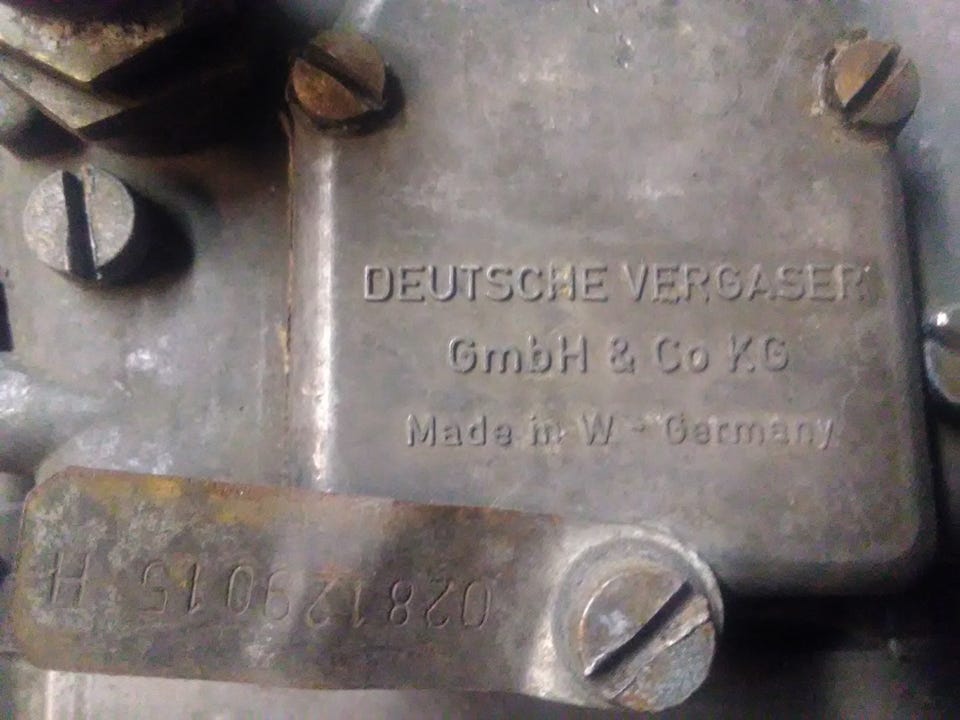 DEUTSCHE VERGASER
GmbH & Co KG
Made in W - Germany
028129015 H